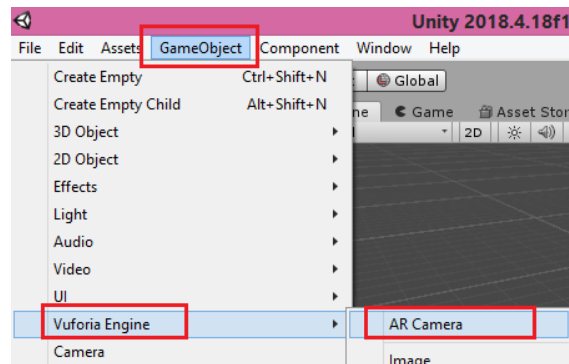 Unity 2018.4.18f1
File Edit Assets GameObject Component Window Help
Create Empty Ctrl+Shift+N Global
Create Empty Child Alt+Shift+N ne Game Asset Stor
3D Object 2D
2D Object
Effects
Light
Audio
Video
UI
Vuforia Engine AR Camera
Camera Image